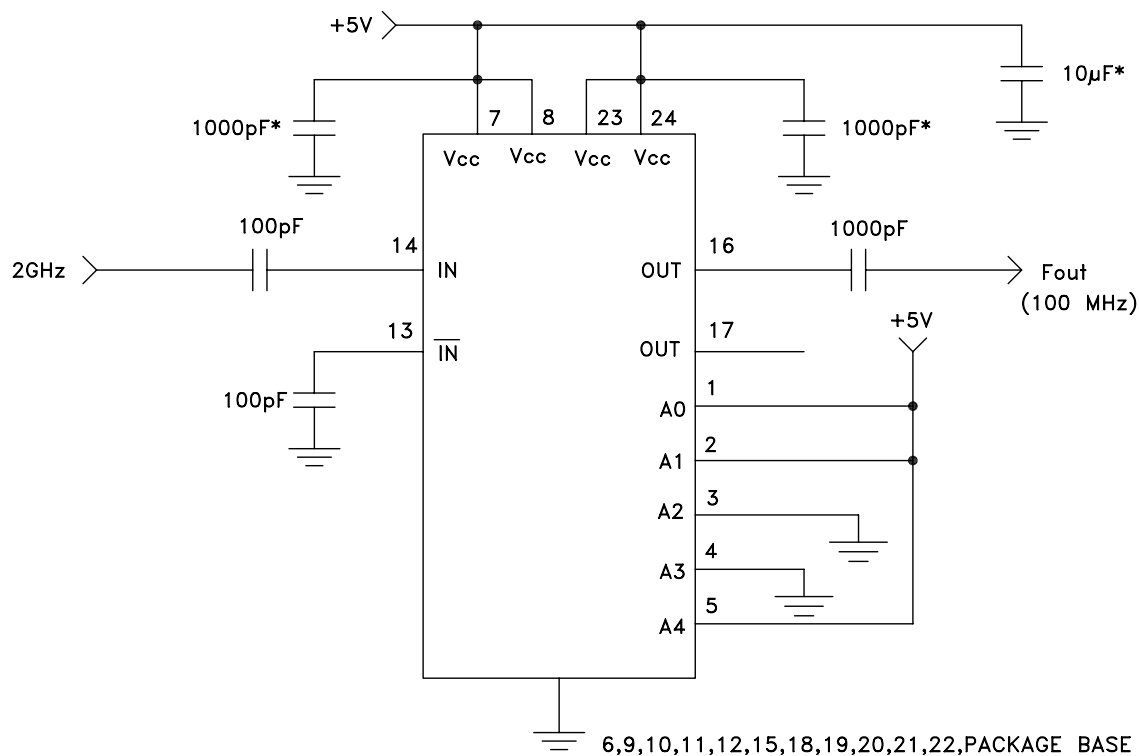 +5V
10µF*
1000pF*
7
8
23
24
1000pF*
Vcc
Vcc
Vcc
Vcc
100pF
14
16
1000pF
2GHz
IN
OUT
Fout
(100 MHz)
13
17
+5V
IN
OUT
100pF
1
A0
2
A1
3
A2
4
A3
5
A4
6,9,10,11,12,15,18,19,20,21,22,PACKAGE BASE